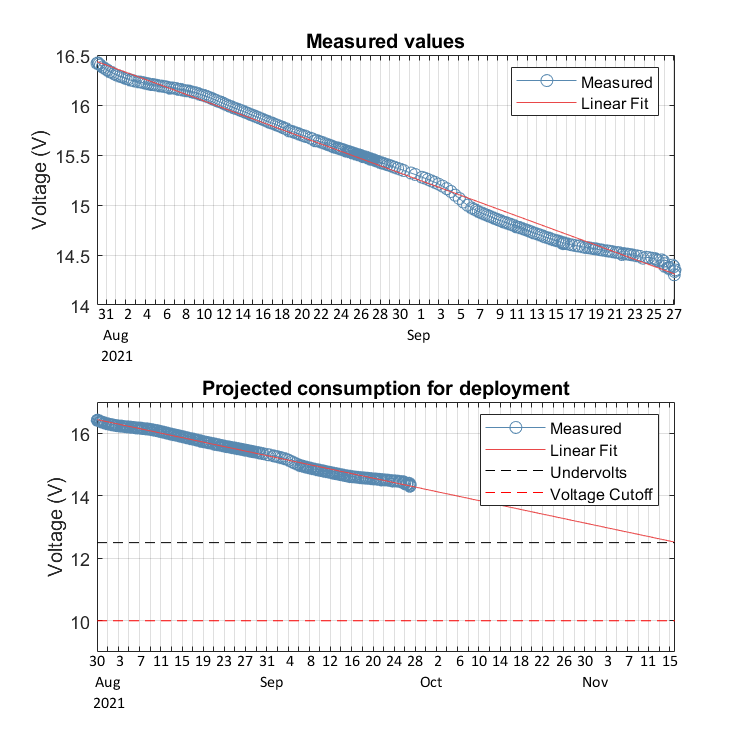 Measured values
Voltage (V)
16.5
16
15.5
15
14.5
14
Measured
Linear Fit
31 2 4 6 8 10 12 14 16 18 20 22 24 26 28 30 1 3 5 7 9 11 13 15 17 19 21 23 25 27
Aug Sep
2021
Projected consumption for deployment
Voltage (V)
16
14
12
10
Measured
Linear Fit
Undervolts
Voltage Cutoff
30 3 7 11 15 19 23 27 31 4 8 12 16 20 24 28 2 6 10 14 18 22 26 30 3 7 11 15
Aug Sep Oct Nov
2021